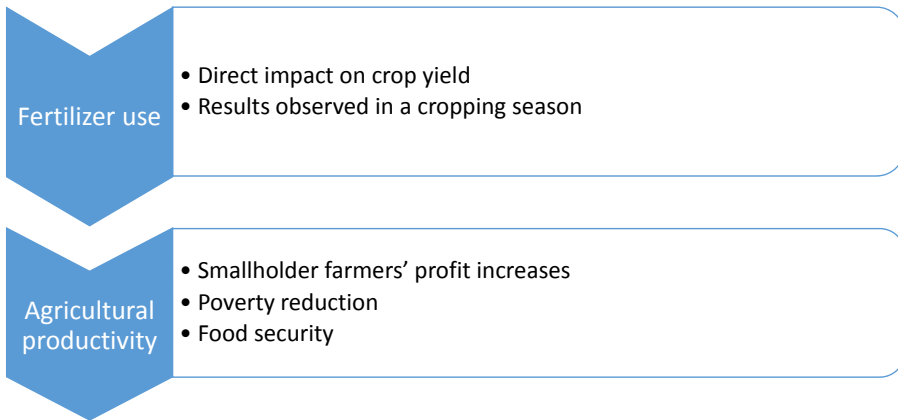 Fertilizer use
• Direct impact on crop yield
• Results observed in a cropping season
Agricultural
productivity
• Smallholder farmers’ profit increases
• Poverty reduction
• Food security